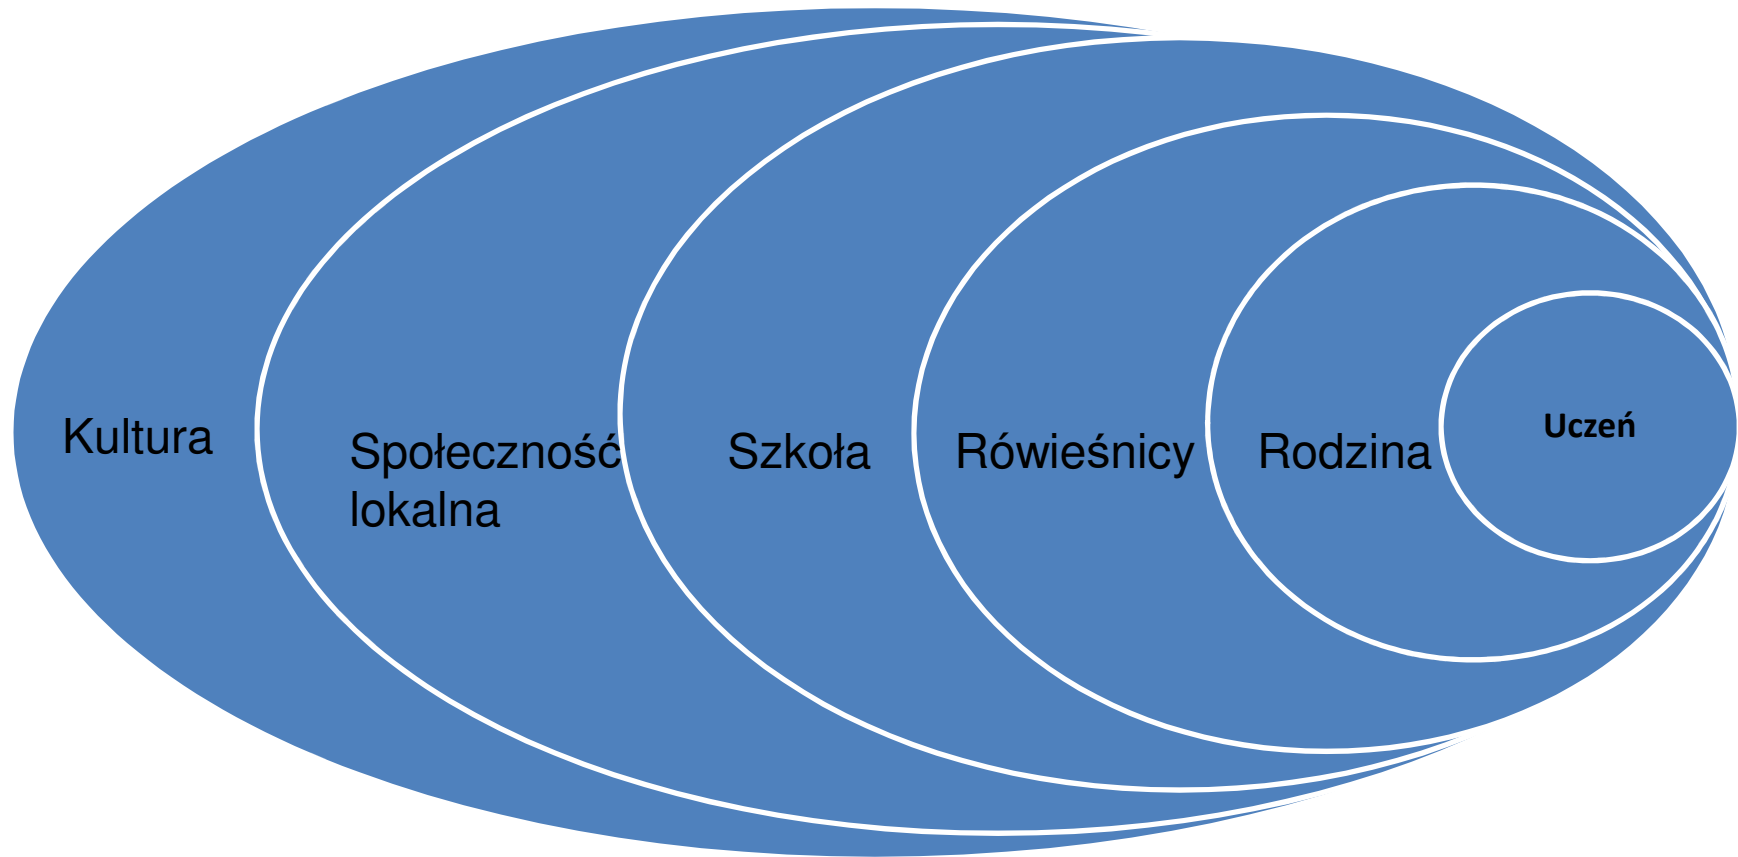 Kultura
Społeczność
lokalna
Szkoła
Rówieśnicy
Rodzina
Uczeń